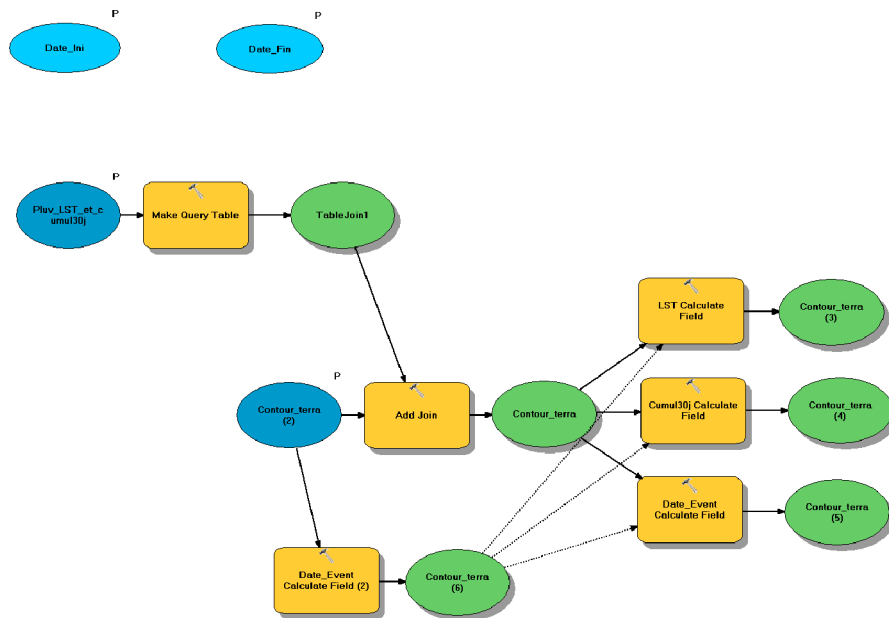 P
P
Date_Ini
Date_Fin
P
Pluv_LST_et_c
umul30j
Make Query Table
TableJoin1
LST Calculate
Field
Contour_terra
(3)
P
Contour_terra
(2)
Add Join
Contour_terra
Cumul30j Calculate
Field
Contour_terra
(4)
Date_Event
Calculate Field
Contour_terra
(5)
Date_Event
Calculate Field (2)
Contour_terra
(6)